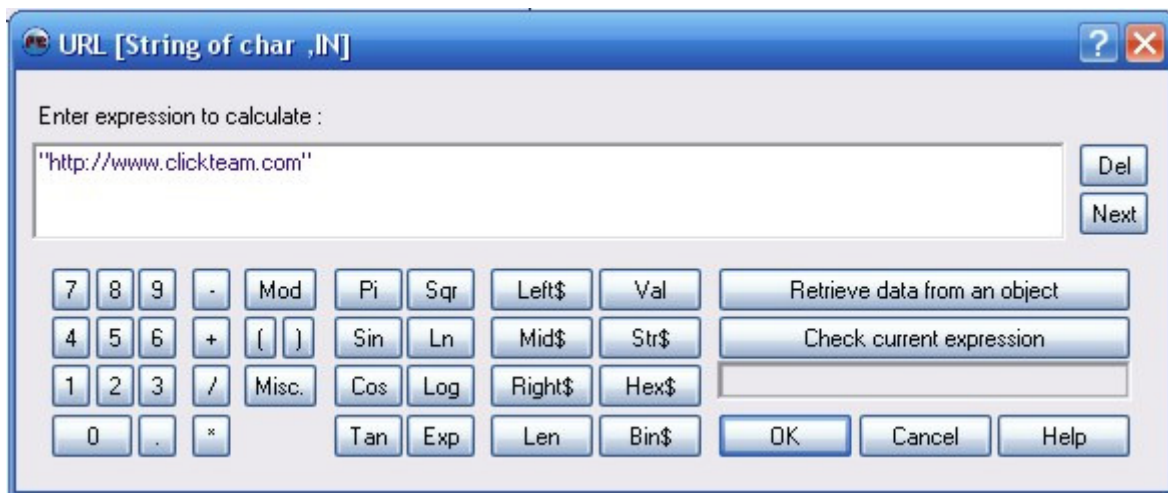 URL [String of char ,IN]
Enter expression to calculate :
"http://www.clickteam.com"
Del
Next
7 8 9 - Mod Pi Sqr Left$ Val Retrieve data from an object
4 5 6 + ( ) Sin Ln Mid$ Str$ Check current expression
1 2 3 / Misc. Cos Log Right$ Hex$
0 . * Tan Exp Len Bin$ OK Cancel Help